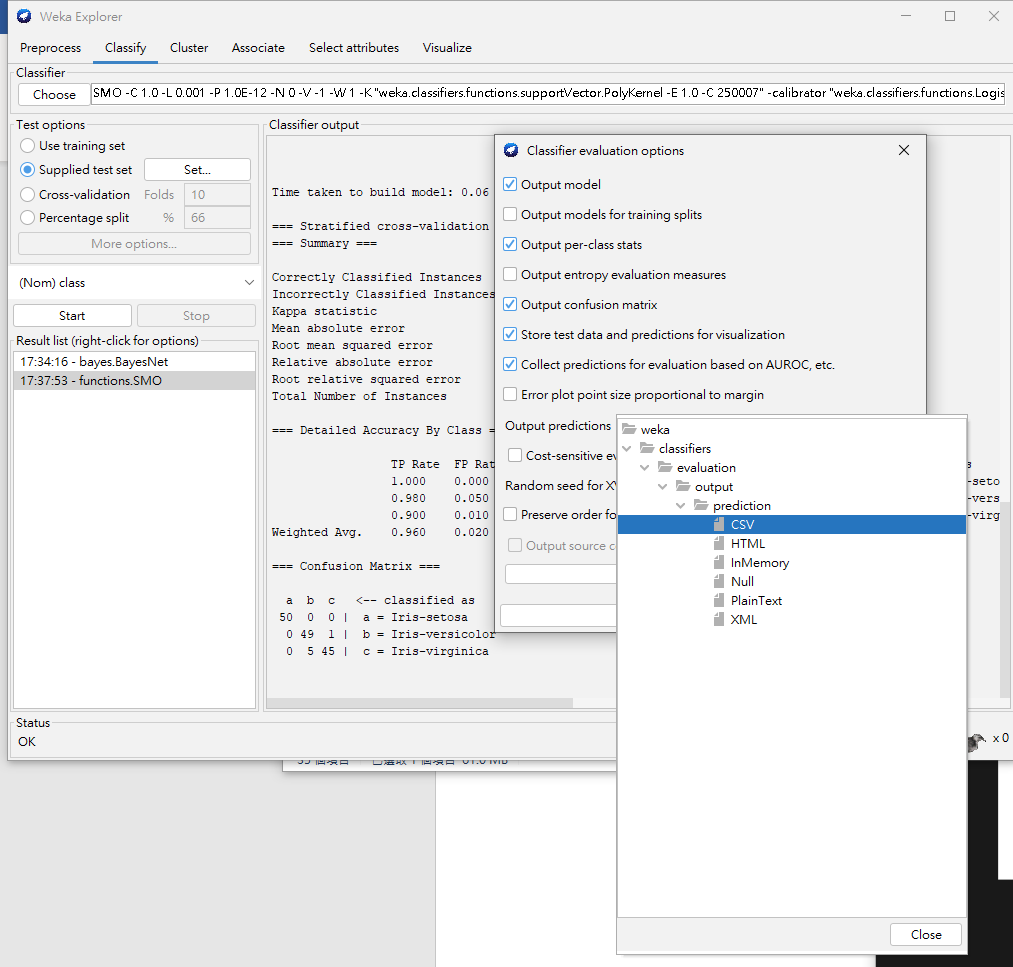 Weka Explorer
Preprocess Classify Cluster Associate Select attributes Visualize
Classifier
Choose SMO -C 1.0 -L 0.001 -P 1.0E-12 -N 0 -V -1 -W 1 -K "weka.classifiers.functions.supportVector.PolyKernel -E 1.0 -C 250007" -calibrator "weka.classifiers.functions.Logis
Test options
Use training set
Supplied test set Set...
Cross-validation Folds 10
Percentage split % 66
More options...
(Nom) class
Start Stop
Result list (right-click for options)
17:34:16 - bayes.BayesNet
17:37:53 - functions.SMO
Classifier output
Time taken to build model: 0.06
=== Stratified cross-validation
=== Summary ===
Correctly Classified Instances
Incorrectly Classified Instances
Kappa statistic
Mean absolute error
Root mean squared error
Relative absolute error
Root relative squared error
Total Number of Instances
=== Detailed Accuracy By Class =
TP Rate FP Rat
1.000 0.000 -seto
0.980 0.050 -vers
0.900 0.010 -virg
Weighted Avg. 0.960 0.020
=== Confusion Matrix ===
a b c <-- classified as
50 0 0 | a = Iris-setosa
0 49 1 | b = Iris-versicolor
0 5 45 | c = Iris-virginica
Classifier evaluation options
Output model
Output models for training splits
Output per-class stats
Output entropy evaluation measures
Output confusion matrix
Store test data and predictions for visualization
Collect predictions for evaluation based on AUROC, etc.
Error plot point size proportional to margin
Output predictions
Cost-sensitive ev
Random seed for XV
Preserve order fo
Output source c
weka
classifiers
evaluation
output
prediction
CSV
HTML
InMemory
Null
PlainText
XML
Close
Status
OK
x 0